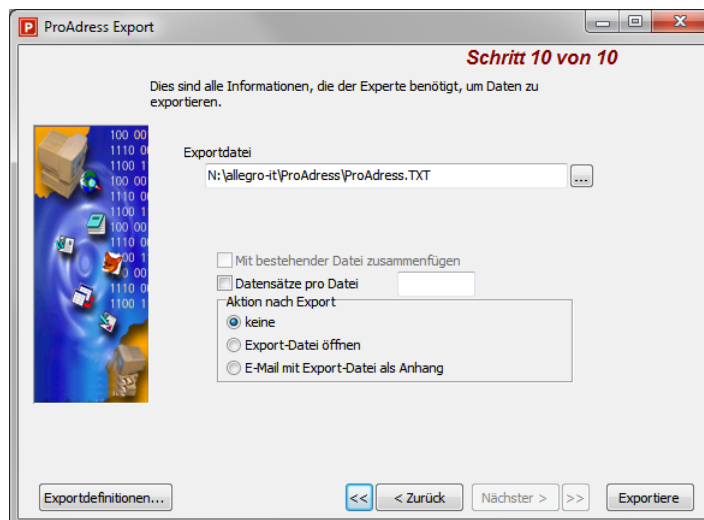 ProAdress Export
Schritt 10 von 10
Dies sind alle Informationen, die der Experte benötigt, um Daten zu
exportieren.
Exportdatei
N:\allegro-it\ProAdress\ProAdress.TXT
...
Mit bestehender Datei zusammenfügen
Datensätze pro Datei
Aktion nach Export
keine
Export-Datei öffnen
E-Mail mit Export-Datei als Anhang
Exportdefinitionen...
<<
< Zurück
Nächster >
>>
Exportiere